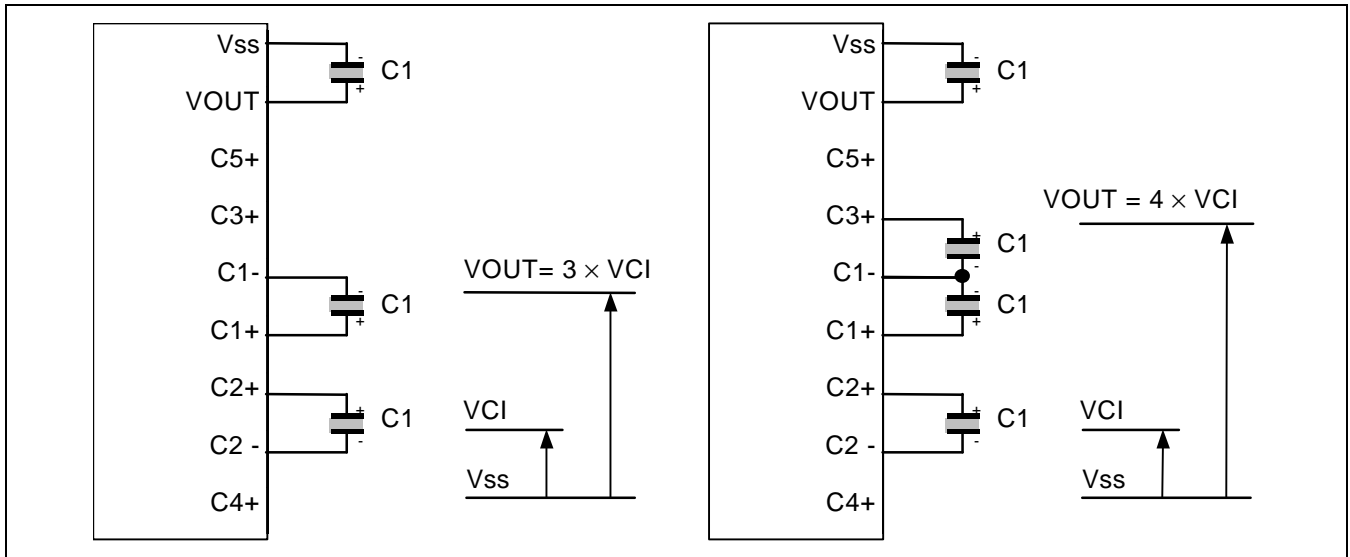 Vss
-
C1
+
VOUT
C5+
C3+
C1-
-
C1
+
C1+
C2+
+
C1
-
C2 -
C4+
VOUT= 3 × VCI
VCI
Vss
Vss
-
C1
+
VOUT
C5+
C3+
+
C1
-
C1-
-
C1
+
C1+
C2+
+
C1
-
C2 -
C4+
VOUT = 4 × VCI
VCI
Vss